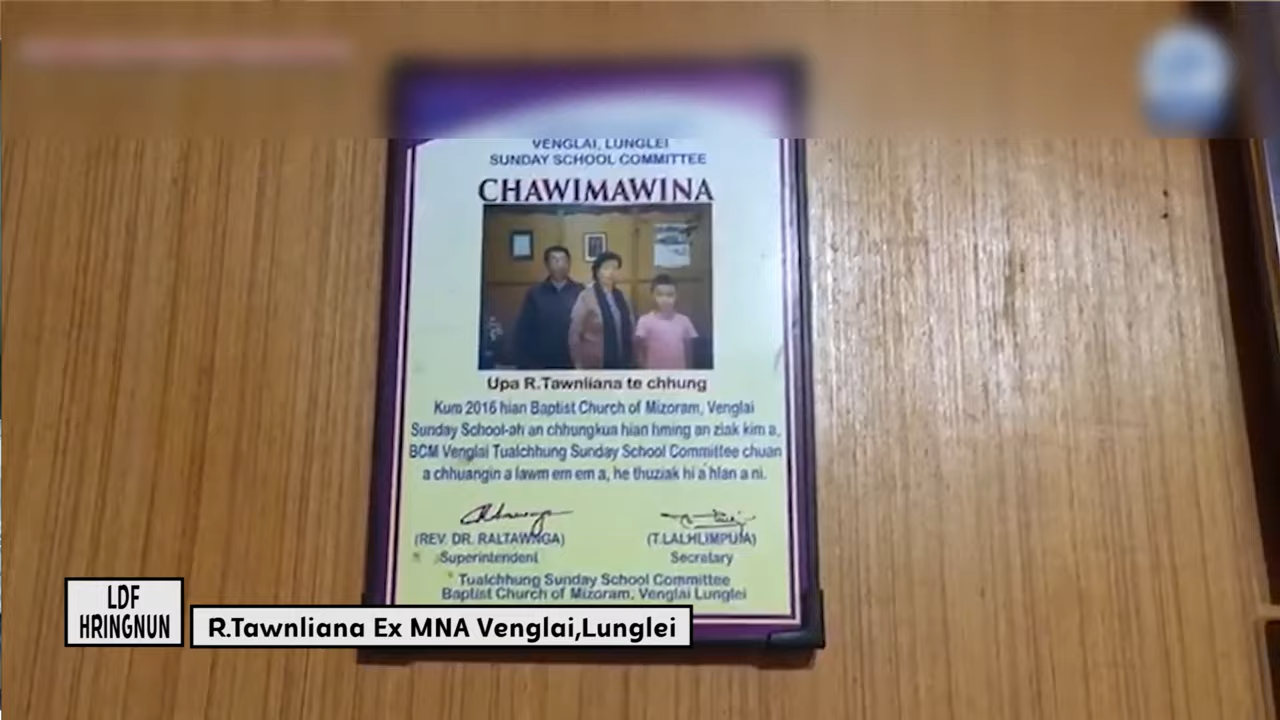 VENGLAI, LUNGLEI
SUNDAY SCHOOL COMMITTEE
CHAWIMAWINA
Upa R.Tawnliana te chhung
Kum 2016 hian Baptist Church of Mizoram, Venglai
Sunday School-ah an chhungkua hian hming an ziak kim a,
BCM Venglai Tualchhung Sunday School Committee chuan
a chhuangin a lawm em em a, he thuziak hi a hlan a ni.
(REV. DR. RALTAWNGA)
(T.LALHLIMPUIA)
Superintendent
Secretary
Tualchhung Sunday School Committee
Baptist Church of Mizoram, Venglai Lunglei
LDF
HRINGNUN
R.Tawnliana Ex MNA Venglai,Lunglei